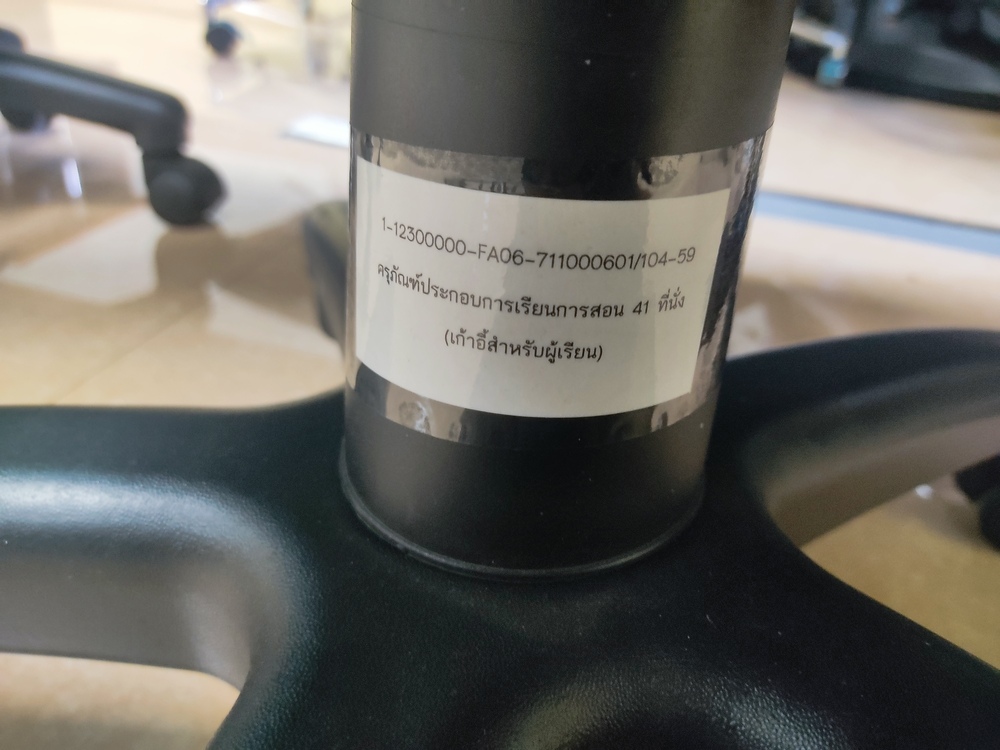 1-12300000-FA06-711000601/104-59
ครุภัณฑ์ประกอบการเรียนการสอน 41 ที่นั่ง
(เก้าอี้สำหรับผู้เรียน)